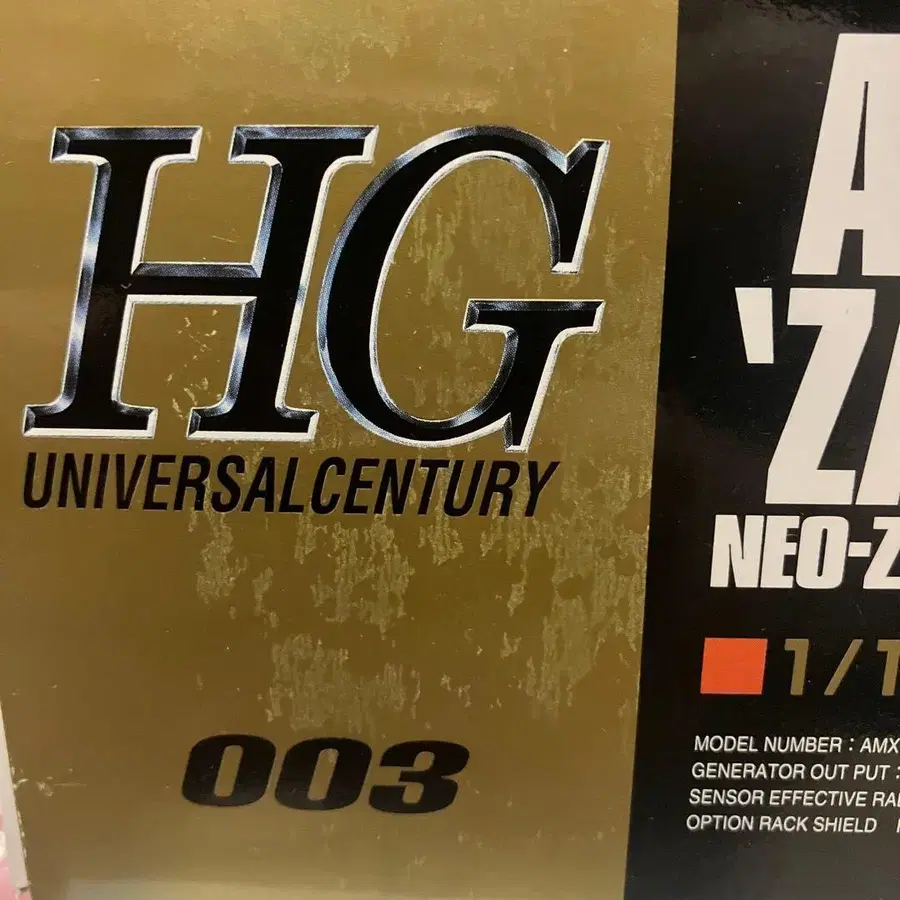 HG
UNIVERSALCENTURY
003
A
'Z
NEO-Z
1/1
MODEL NUMBER : AMX
GENERATOR OUT PUT :
SENSOR EFFECTIVE RA
OPTION RACK SHIELD